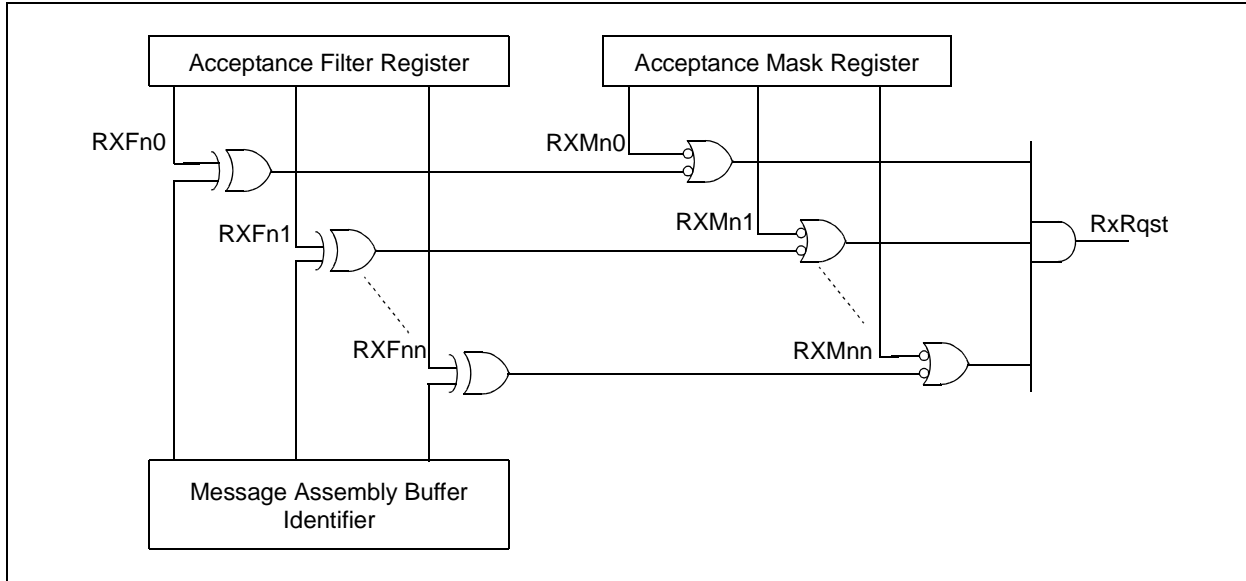 Acceptance Filter Register
Acceptance Mask Register
RXFn0
RXMn0
RXFn1
RXMn1
RxRqst
RXFnn
RXMnn
Message Assembly Buffer
Identifier